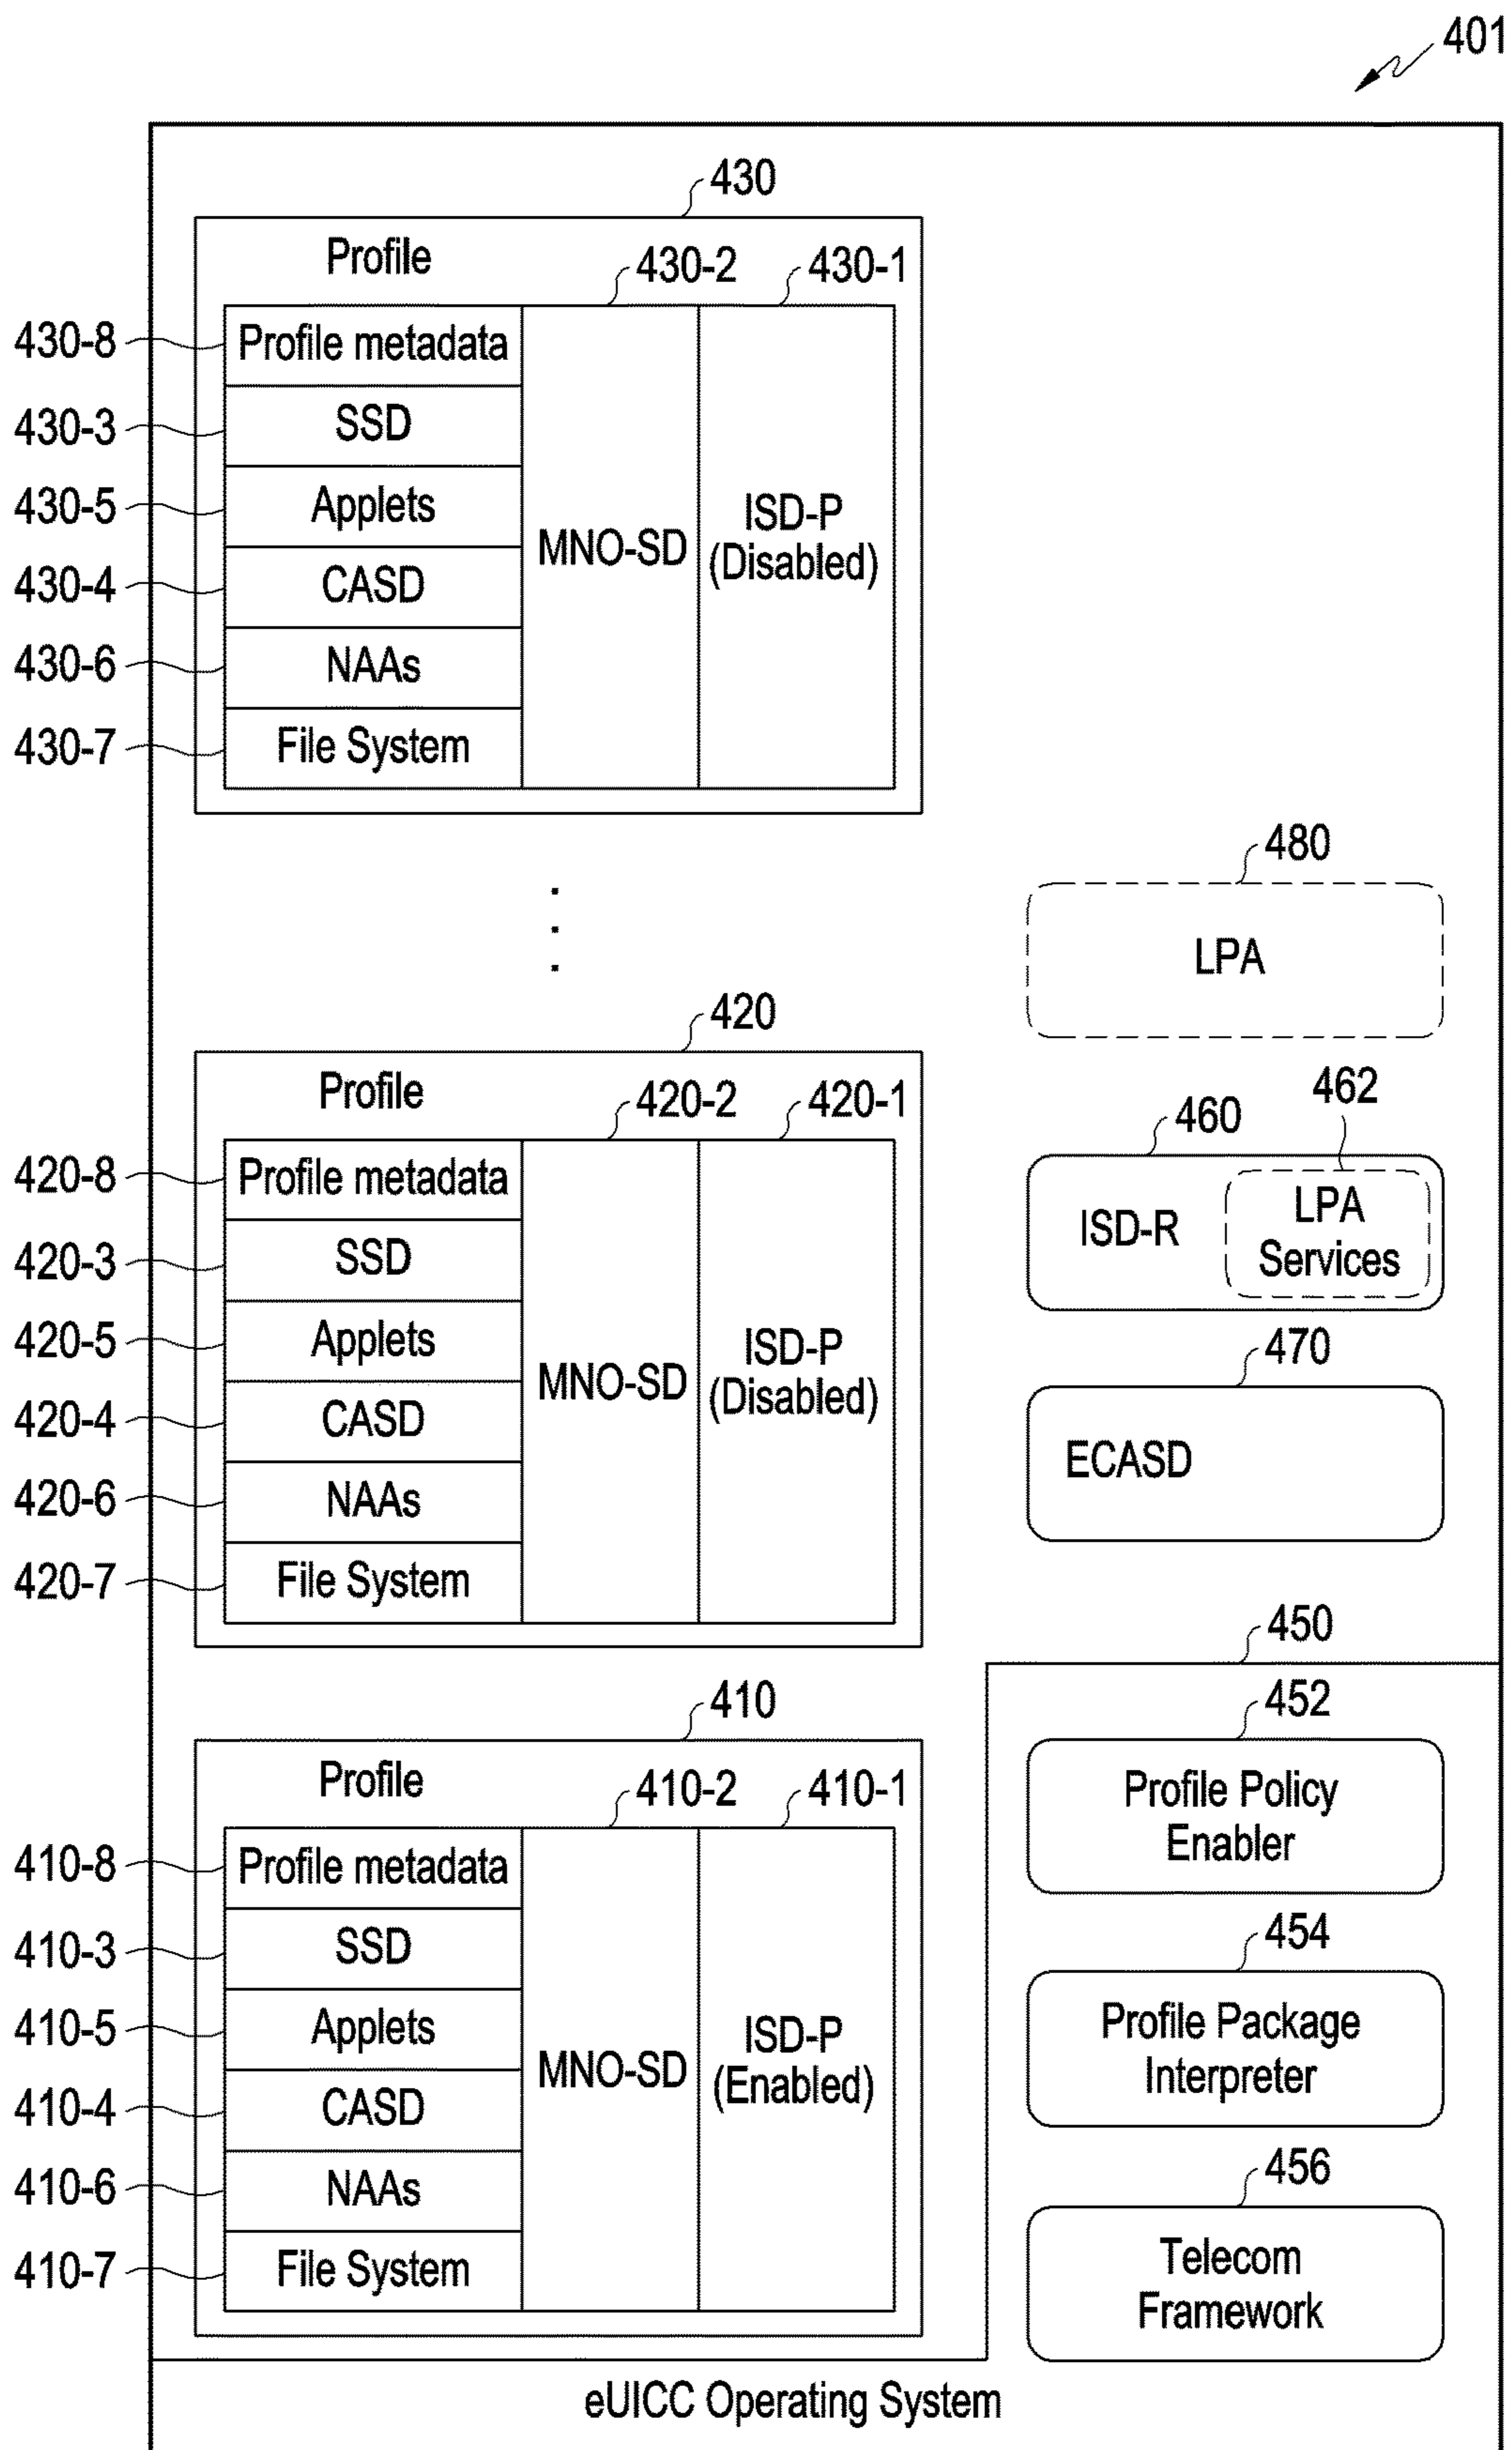 401
430
Profile
430-2
430-1
430-8
Profile metadata
430-3
SSD
430-5
Applets
430-4
CASD
430-6
NAAs
430-7
File System
MNO-SD
ISD-P
(Disabled)
480
LPA
420
Profile
420-2
420-1
420-8
Profile metadata
420-3
SSD
420-5
Applets
420-4
CASD
420-6
NAAs
420-7
File System
MNO-SD
ISD-P
(Disabled)
460
462
ISD-R
LPA
Services
470
ECASD
450
410
Profile
410-2
410-1
410-8
Profile metadata
410-3
SSD
410-5
Applets
410-4
CASD
410-6
NAAs
410-7
File System
MNO-SD
ISD-P
(Enabled)
452
Profile Policy
Enabler
454
Profile Package
Interpreter
456
Telecom
Framework
eUICC Operating System